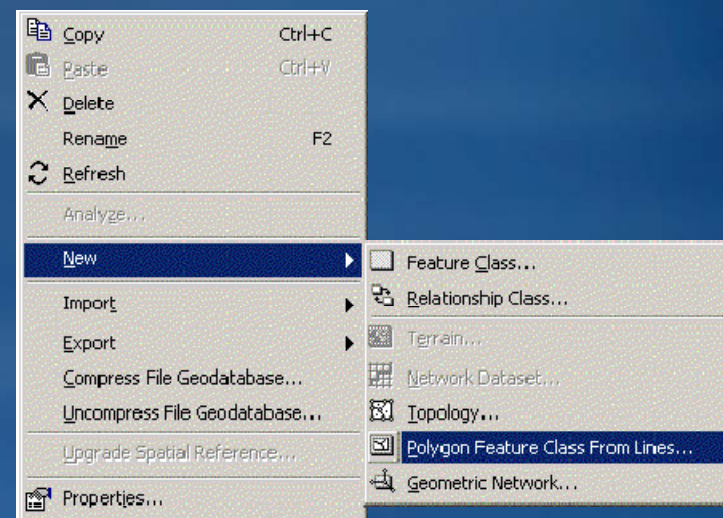 Copy Ctrl+C
Paste Ctrl+V
Delete
Rename F2
Refresh
Analyze...
New
Import
Export
Compress File Geodatabase...
Uncompress File Geodatabase...
Upgrade Spatial Reference...
Properties...
Feature Class...
Relationship Class...
Terrain...
Network Dataset...
Topology...
Polygon Feature Class From Lines...
Geometric Network...